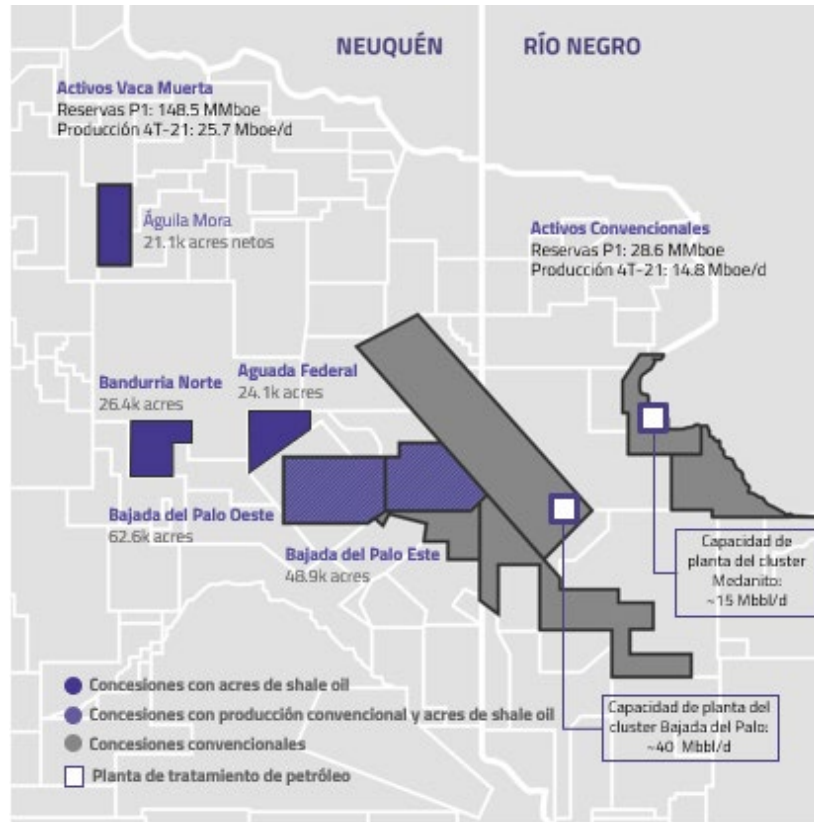 NEUQUÉN
RÍO NEGRO
Activos Vaca Muerta
Reservas P1: 148.5 MMboe
Producción 4T-21: 25.7 Mboe/d
Águila Mora
21.1k acres netos
Activos Convencionales
Reservas P1: 28.6 MMboe
Producción 4T-21: 14.8 Mboe/d
Bandurria Norte
26.4k acres
Aguada Federal
24.1k acres
Bajada del Palo Oeste
62.6k acres
Bajada del Palo Este
48.9k acres
Capacidad de
planta del cluster
Medanito:
~15 Mbbl/d
Concesiones con acres de shale oil
Concesiones con producción convencional y acres de shale oil
Concesiones convencionales
Planta de tratamiento de petróleo
Capacidad de planta del
cluster Bajada del Palo:
~40 Mbbl/d